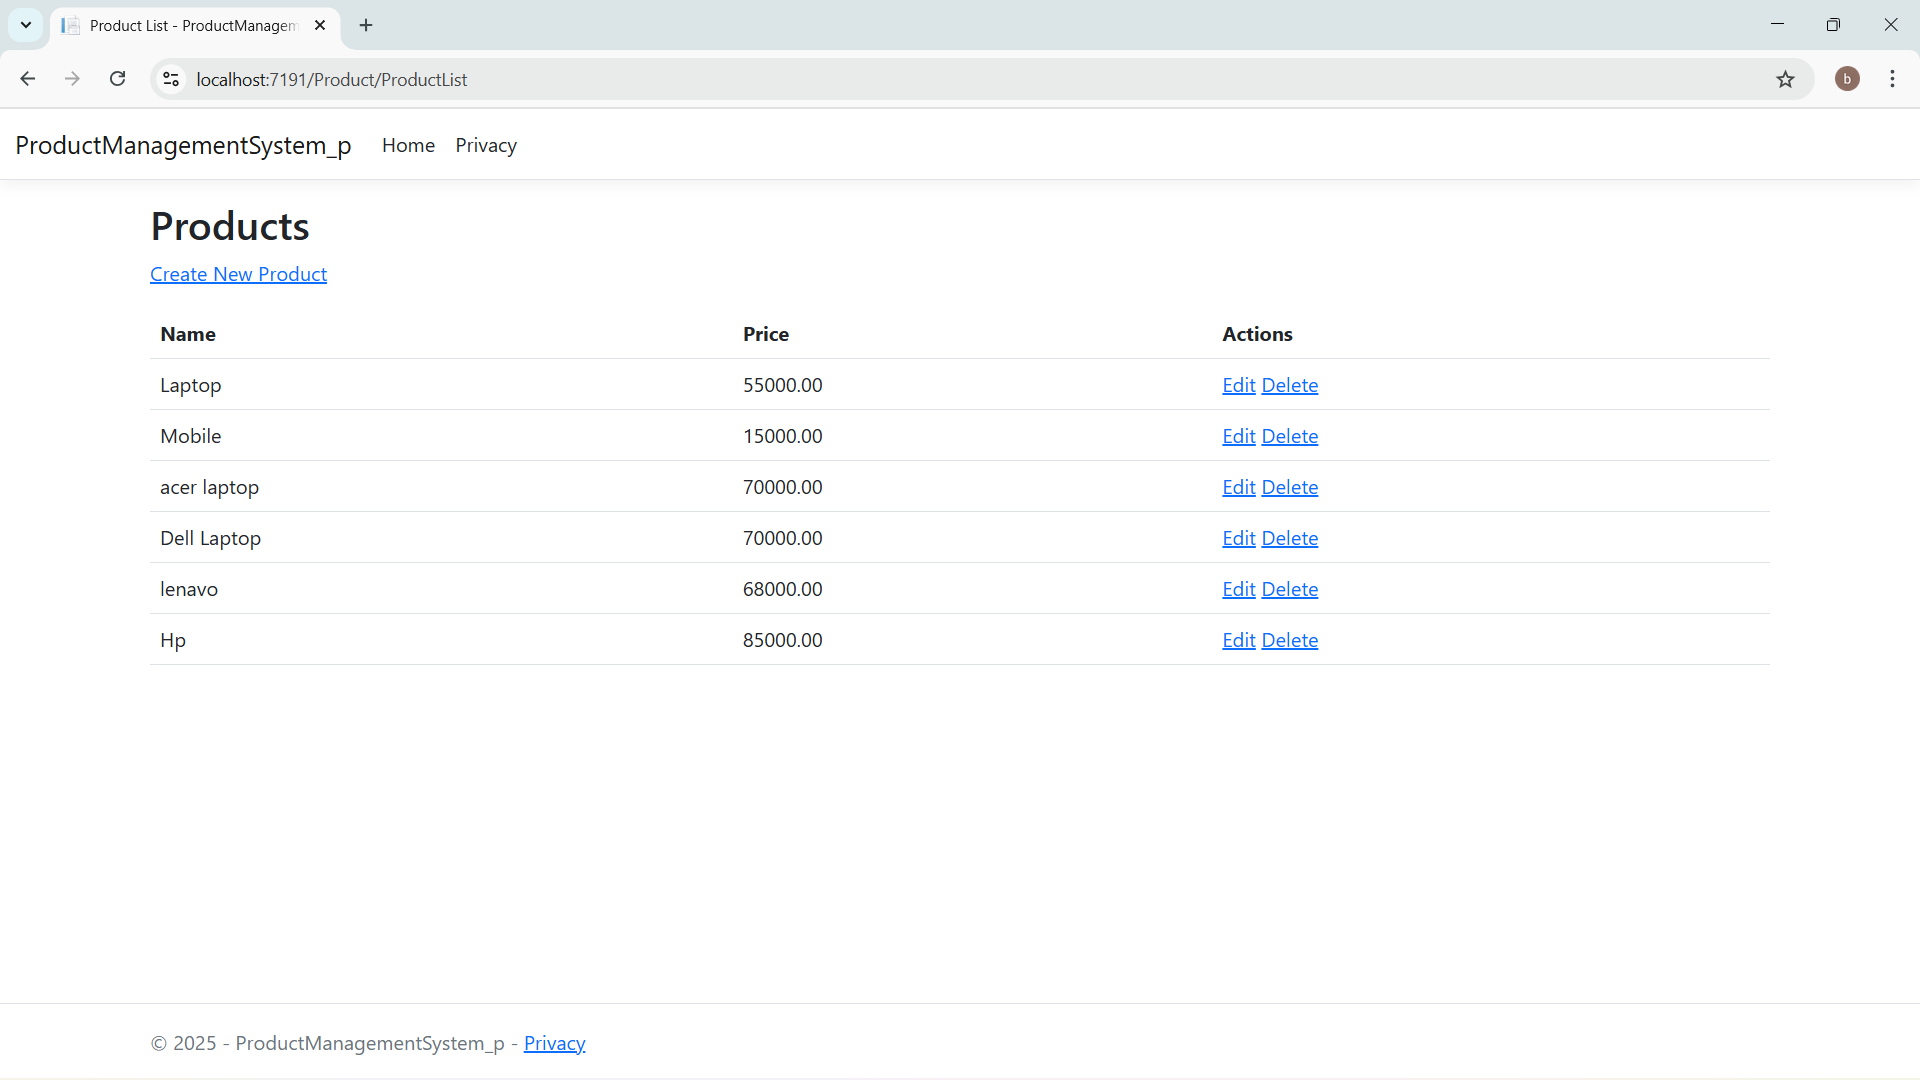 Product List - ProductManagem
localhost:7191/Product/ProductList
b
ProductManagementSystem_p Home Privacy
Products
Create New Product
Name Price Actions
Laptop 55000.00 Edit Delete
Mobile 15000.00 Edit Delete
acer laptop 70000.00 Edit Delete
Dell Laptop 70000.00 Edit Delete
lenavo 68000.00 Edit Delete
Hp 85000.00 Edit Delete
© 2025 - ProductManagementSystem_p - Privacy